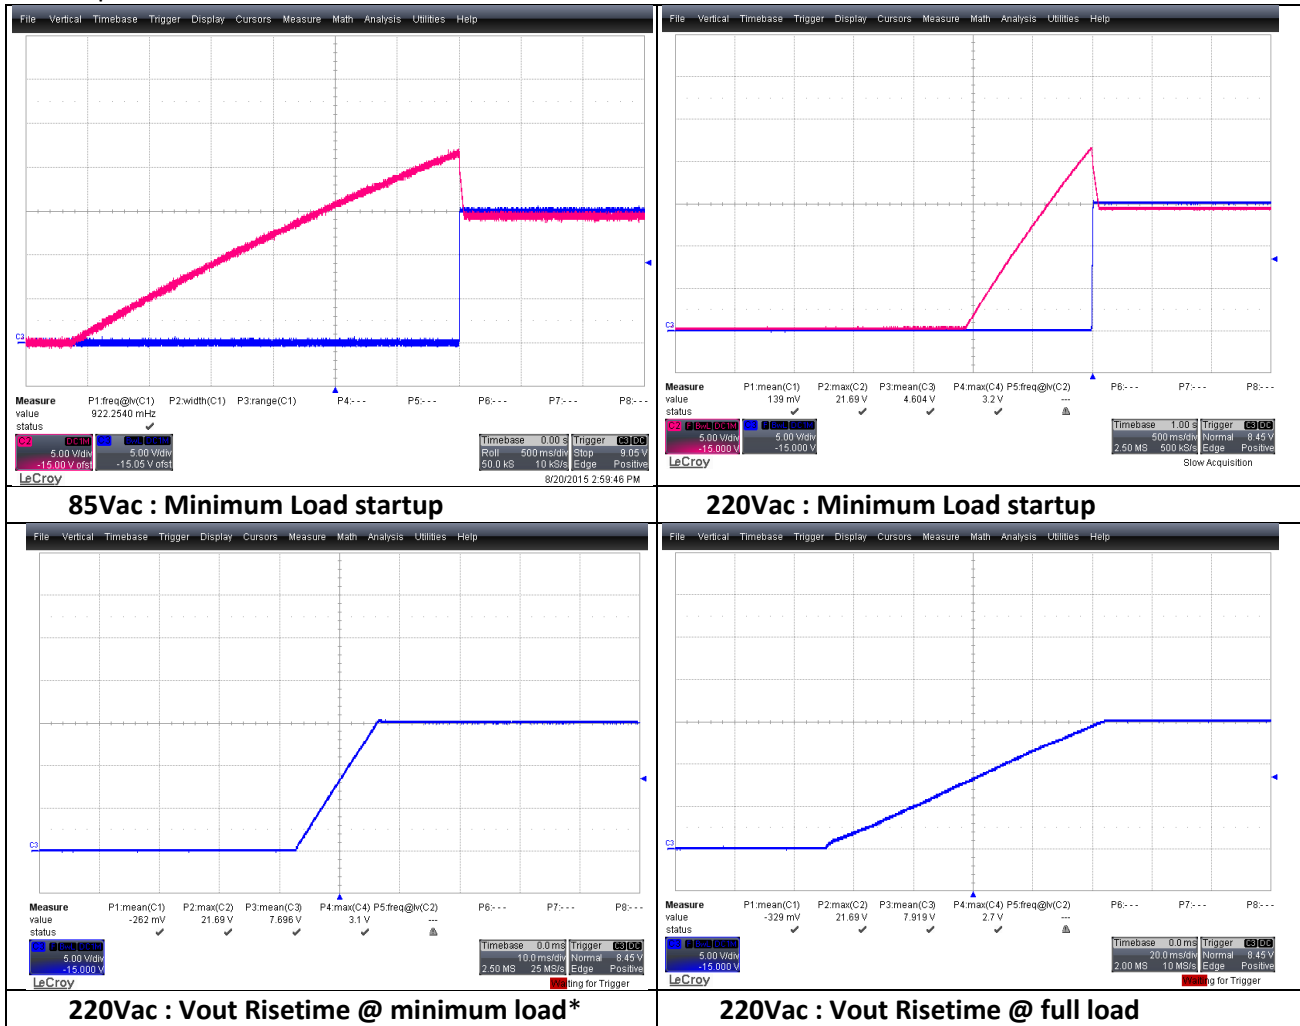 File Vertical Timebase Trigger Display Cursors Measure Math Analysis Utilities Help
C3
Measure P1:freq@lv(C1) P2:width(C1) P3:range(C1) P4:- - - P5:- - - P6:- - - P7:- - - P8:- - -
value 922.2540 mHz
status
C2 DC1M
5.00 V/div 5.00 V/div
-15.00 V ofst -15.05 V ofst
Timebase 0.00 s Trigger C3 DC
Roll 500 ms/div Stop 9.05 V
50.0 kS 10 kS/s Edge Positive
LeCroy
8/20/2015 2:59:46 PM
85Vac : Minimum Load startup
File Vertical Timebase Trigger Display Cursors Measure Math Analysis Utilities Help
C3
Measure P1:mean(C1) P2:max(C2) P3:mean(C3) P4:max(C4) P5:freq@lv(C2) P6:- - - P7:- - - P8:- - -
value 139 mV 21.69 V 4.604 V 3.2 V ---
status
C2 F BwL DC1M F BwL DC1M
5.00 V/div 5.00 V/div
-15.000 V -15.000 V
Timebase 1.00 s Trigger C3 DC
500 ms/div Normal 8.45 V
2.50 MS 500 kS/s Edge Positive
LeCroy
Slow Acquisition
220Vac : Minimum Load startup
File Vertical Timebase Trigger Display Cursors Measure Math Analysis Utilities Help
C3
Measure P1:mean(C1) P2:max(C2) P3:mean(C3) P4:max(C4) P5:freq@lv(C2) P6:- - - P7:- - - P8:- - -
value -262 mV 21.69 V 7.696 V 3.1 V ---
status
5.00 V/div
-15.000 V
Timebase 0.0 ms Trigger C3 DC
10.0 ms/div Normal 8.45 V
2.50 MS 25 MS/s Edge Positive
LeCroy
Waiting for Trigger
220Vac : Vout Risetime @ minimum load*
File Vertical Timebase Trigger Display Cursors Measure Math Analysis Utilities Help
C3
Measure P1:mean(C1) P2:max(C2) P3:mean(C3) P4:max(C4) P5:freq@lv(C2) P6:- - - P7:- - - P8:- - -
value -329 mV 21.69 V 7.919 V 2.7 V ---
status
5.00 V/div
-15.000 V
Timebase 0.0 ms Trigger C3 DC
20.0 ms/div Normal 8.45 V
2.00 MS 10 MS/s Edge Positive
LeCroy
Waiting for Trigger
220Vac : Vout Risetime @ full load